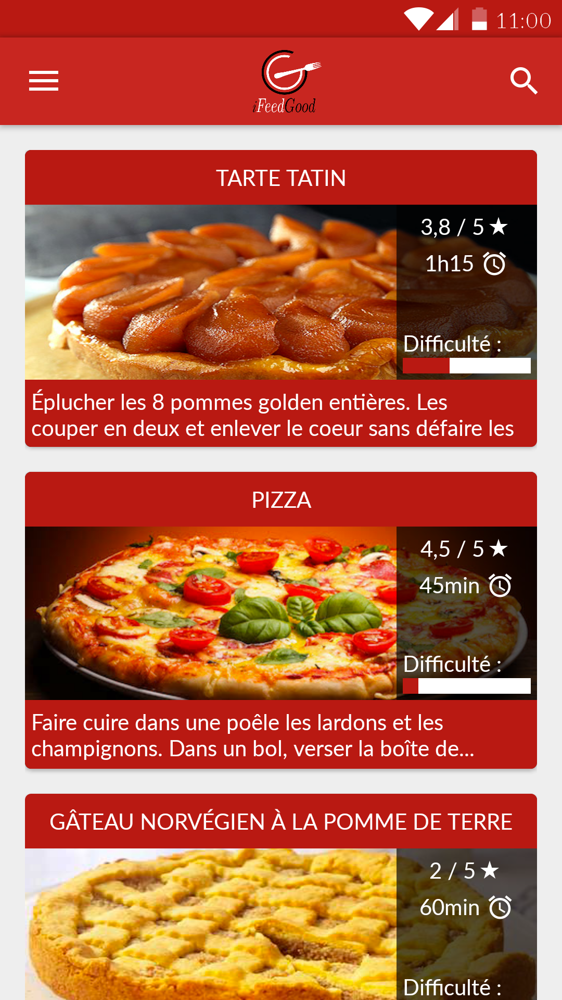 11:00
iFeedGood
TARTE TATIN
3,8 / 5
1h15
Difficulté :
Éplucher les 8 pommes golden entières. Les
couper en deux et enlever le coeur sans défaire les
PIZZA
4,5 / 5
45min
Difficulté :
Faire cuire dans une poêle les lardons et les
champignons. Dans un bol, verser la boîte de...
GÂTEAU NORVÉGIEN À LA POMME DE TERRE
2 / 5
60min
Difficulté :